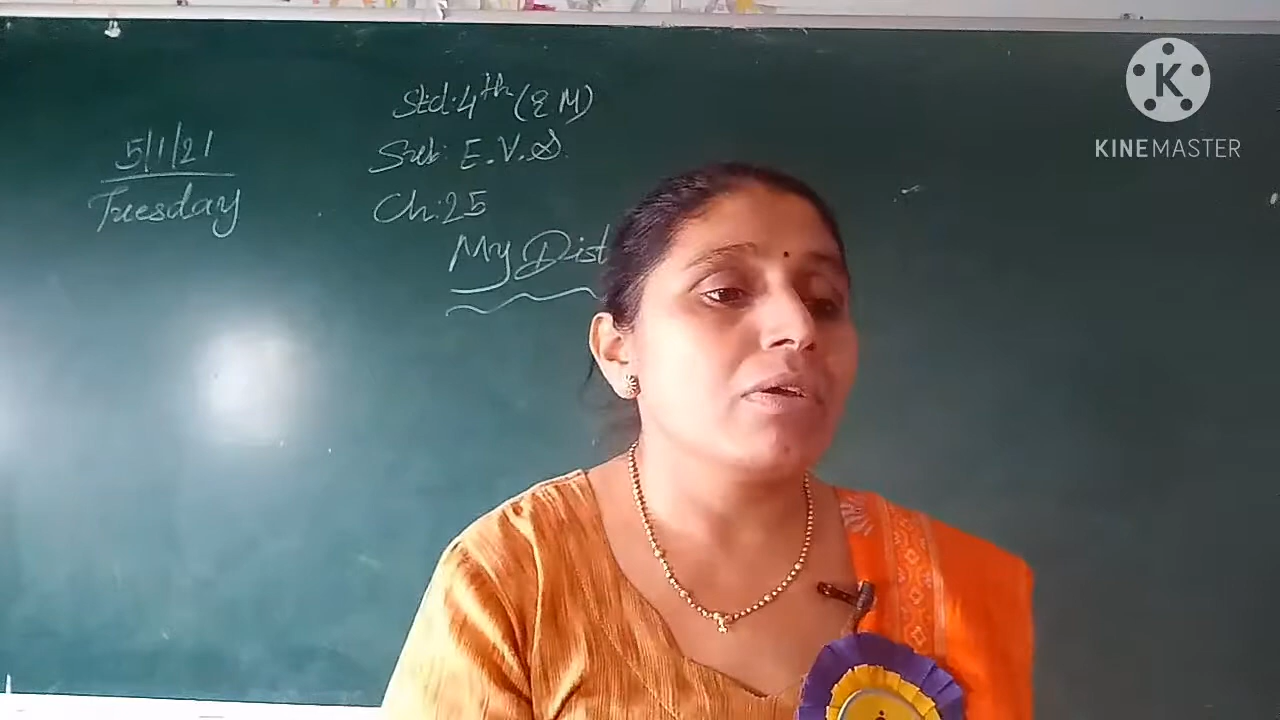 Std: 4th (E M)
5/1/21
Sub: E.V.S.
Tuesday
Ch: 25
My Dist
K
KINEMASTER